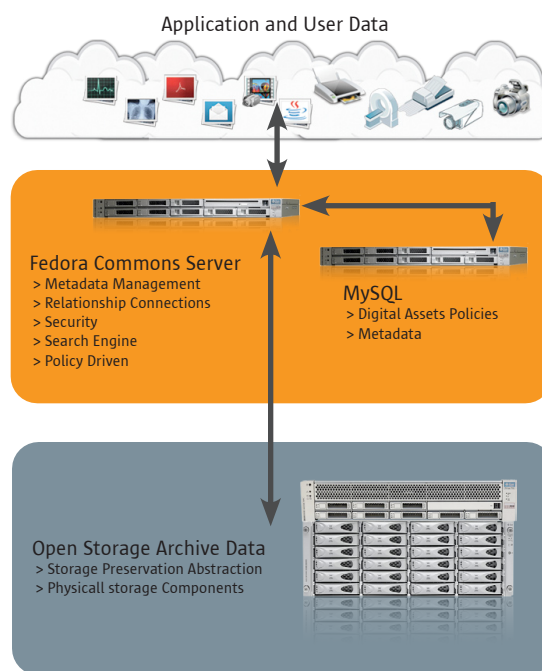 Application and User Data
Fedora Commons Server
> Metadata Management
> Relationship Connections
> Security
> Search Engine
> Policy Driven
MySQL
> Digital Assets Policies
> Metadata
Open Storage Archive Data
> Storage Preservation Abstraction
> Physicall storage Components